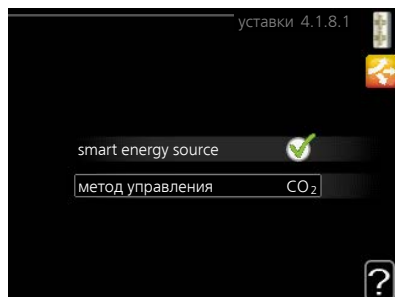 уставки 4.1.8.1
smart energy source
метод управления CO₂
?